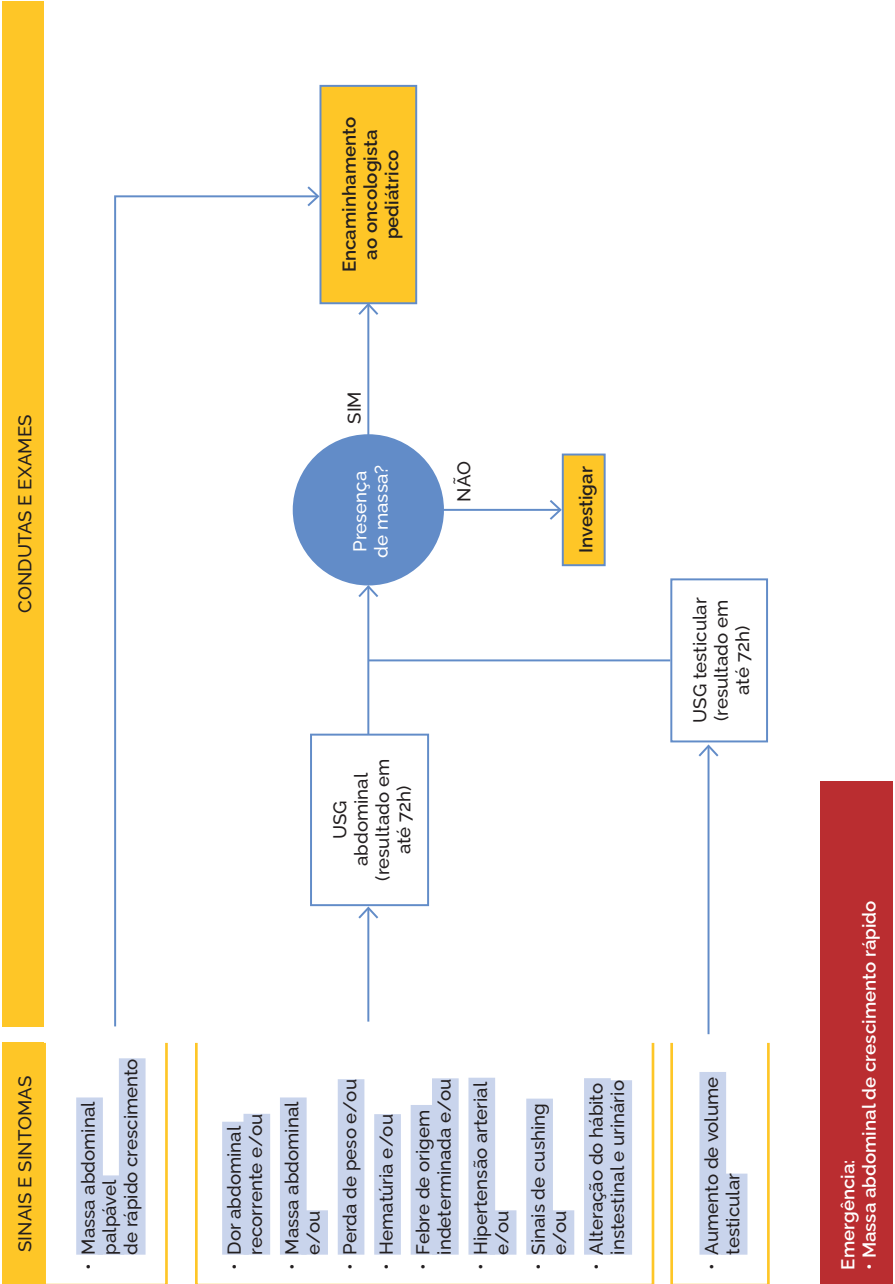 SINAIS E SINTOMAS
CONDUTAS E EXAMES
• Massa abdominal
palpável
de rápido crescimento
• Dor abdominal
recorrente e/ou
• Massa abdominal
e/ou
• Perda de peso e/ou
• Hematúria e/ou
• Febre de origem
indeterminada e/ou
• Hipertensão arterial
e/ou
• Sinais de cushing
e/ou
• Alteração do hábito
instestinal e urinário
• Aumento de volume
testicular
USG
abdominal
(resultado em
até 72h)
USG testicular
(resultado em
até 72h)
Presença
de massa?
SIM
NÃO
Encaminhamento
ao oncologista
pediátrico
Investigar
Emergência:
• Massa abdominal de crescimento rápido